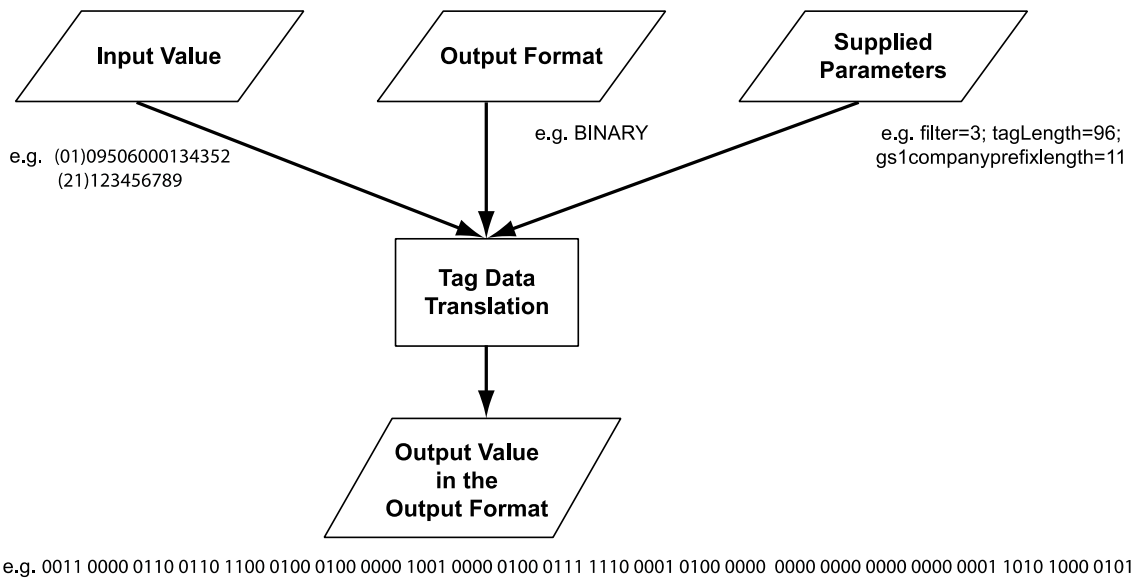 Input Value
Output Format
Supplied
Parameters
e.g. (01)09506000134352
(21)123456789
e.g. BINARY
e.g. filter=3; tagLength=96;
gs1companyprefixlength=11
Tag Data
Translation
Output Value
in the
Output Format
e.g. 0011 0000 0110 0110 1100 0100 0100 0000 1001 0000 0100 0111 1110 0001 0100 0000 0000 0000 0000 0000 0001 1010 1000 0101